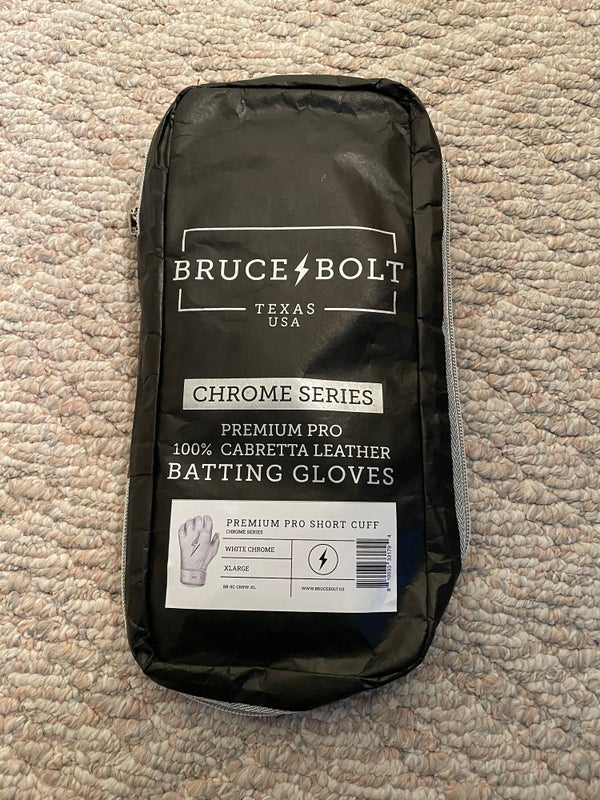 BRUCE BOLT
TEXAS
USA
CHROME SERIES
PREMIUM PRO
100% CABRETTA LEATHER
BATTING GLOVES
PREMIUM PRO SHORT CUFF
CHROME SERIES
WHITE CHROME
XLARGE
WWW.BRUCEBOLT.US